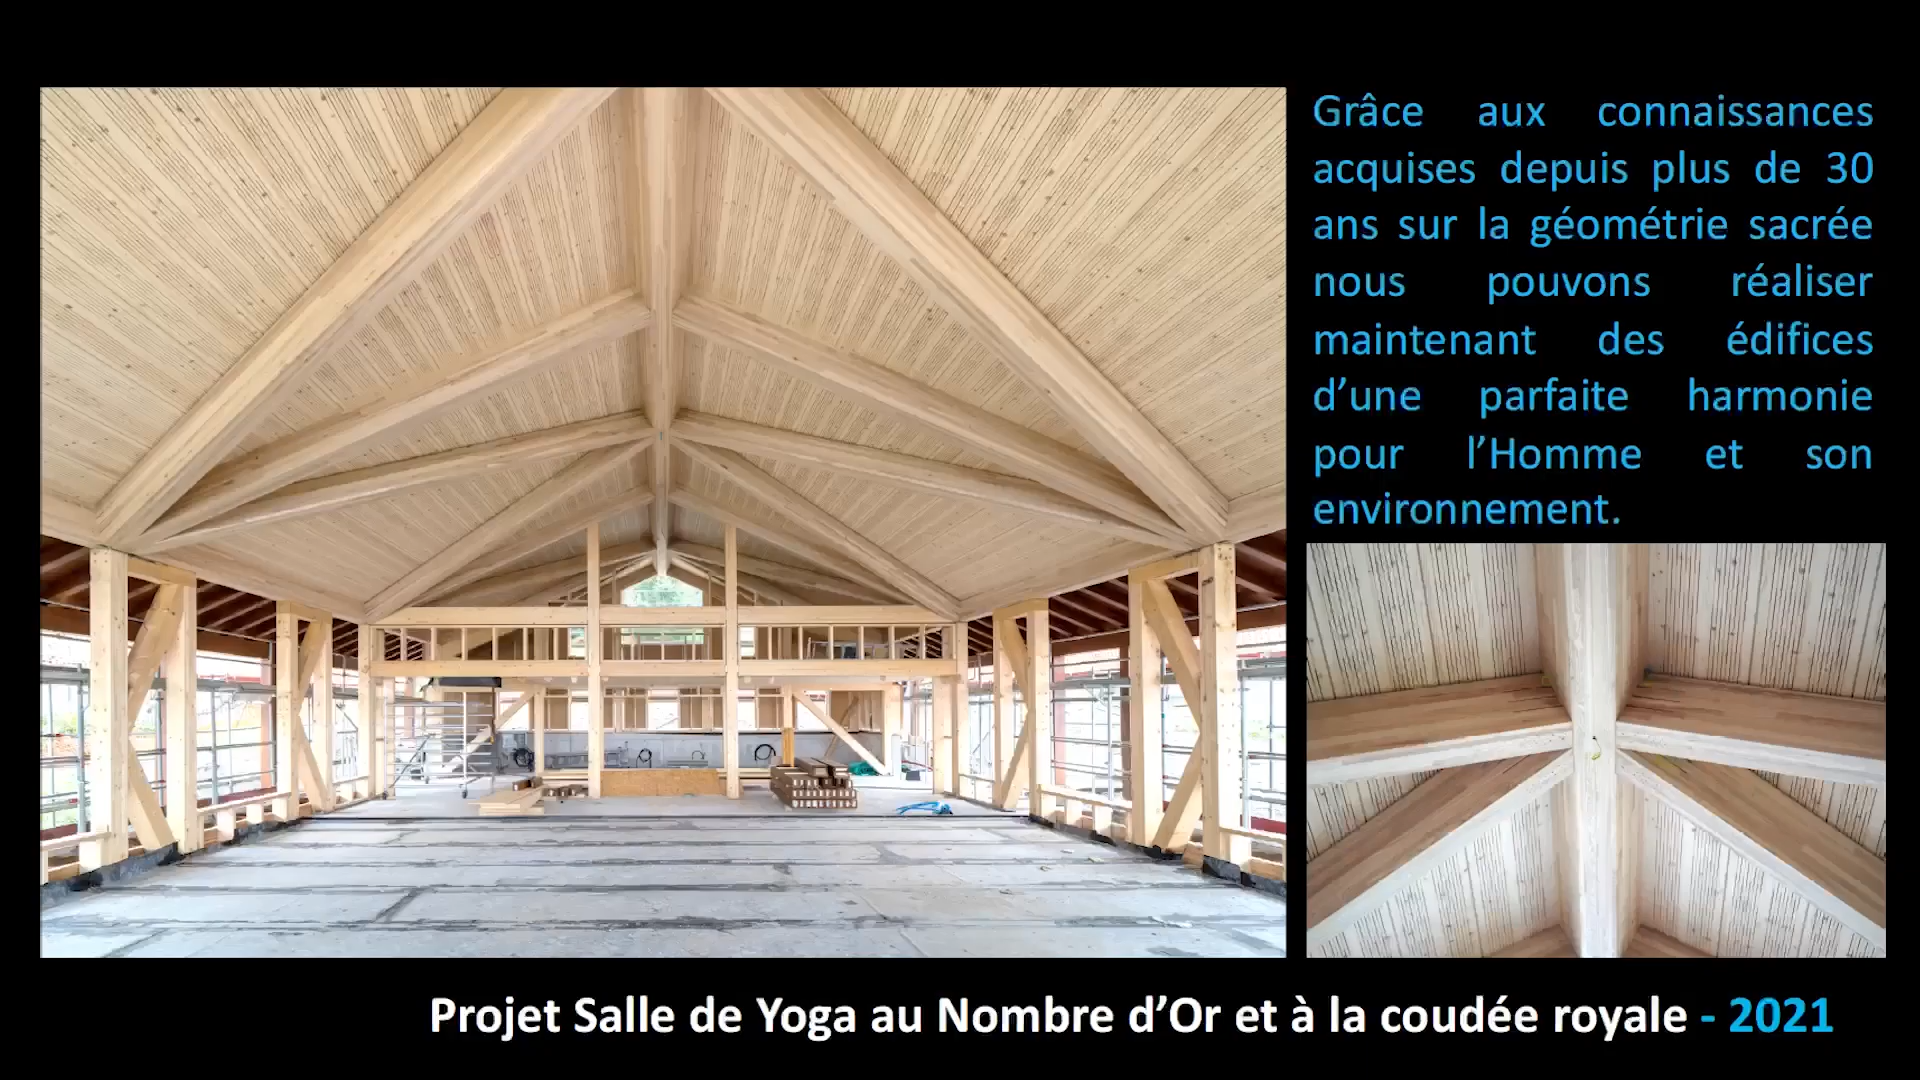 Grâce aux connaissances
acquises depuis plus de 30
ans sur la géométrie sacrée
nous pouvons réaliser
maintenant des édifices
d’une parfaite harmonie
pour l’Homme et son
environnement.
Projet Salle de Yoga au Nombre d’Or et à la coudée royale - 2021